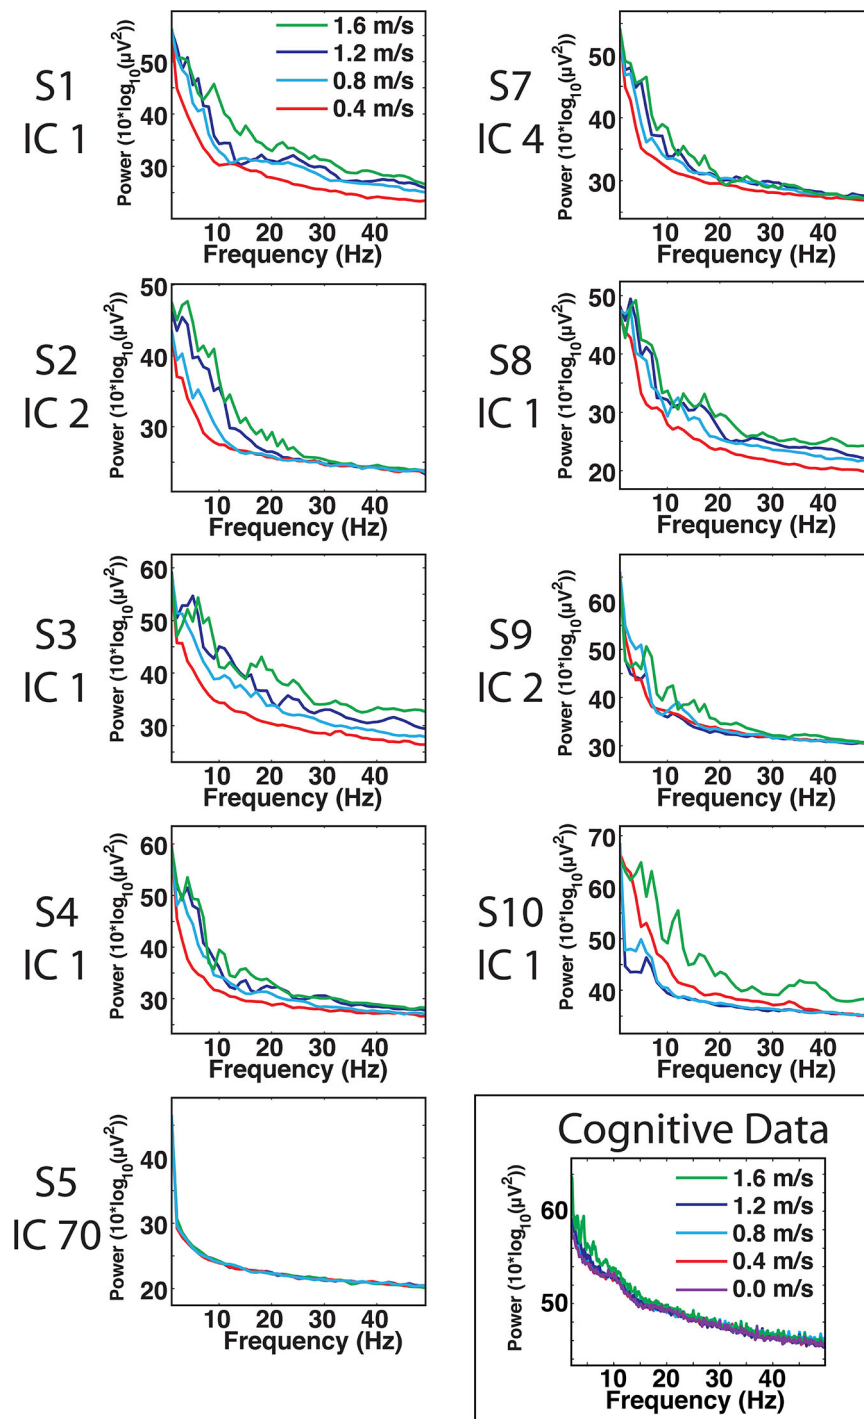 S1
IC 1
Power (10*log10(µV2))
50
40
30
1.6 m/s
1.2 m/s
0.8 m/s
0.4 m/s
10 20 30 40
Frequency (Hz)
S7
IC 4
Power (10*log10(µV2))
50
40
30
10 20 30 40
Frequency (Hz)
S2
IC 2
Power (10*log10(µV2))
50
40
30
10 20 30 40
Frequency (Hz)
S8
IC 1
Power (10*log10(µV2))
50
40
30
20
10 20 30 40
Frequency (Hz)
S3
IC 1
Power (10*log10(µV2))
60
50
40
30
10 20 30 40
Frequency (Hz)
S9
IC 2
Power (10*log10(µV2))
60
50
40
30
10 20 30 40
Frequency (Hz)
S4
IC 1
Power (10*log10(µV2))
60
50
40
30
10 20 30 40
Frequency (Hz)
S10
IC 1
Power (10*log10(µV2))
70
60
50
40
10 20 30 40
Frequency (Hz)
S5
IC 70
Power (10*log10(µV2))
40
30
20
10 20 30 40
Frequency (Hz)
Cognitive Data
Power (10*log10(µV2))
60
50
1.6 m/s
1.2 m/s
0.8 m/s
0.4 m/s
0.0 m/s
10 20 30 40
Frequency (Hz)